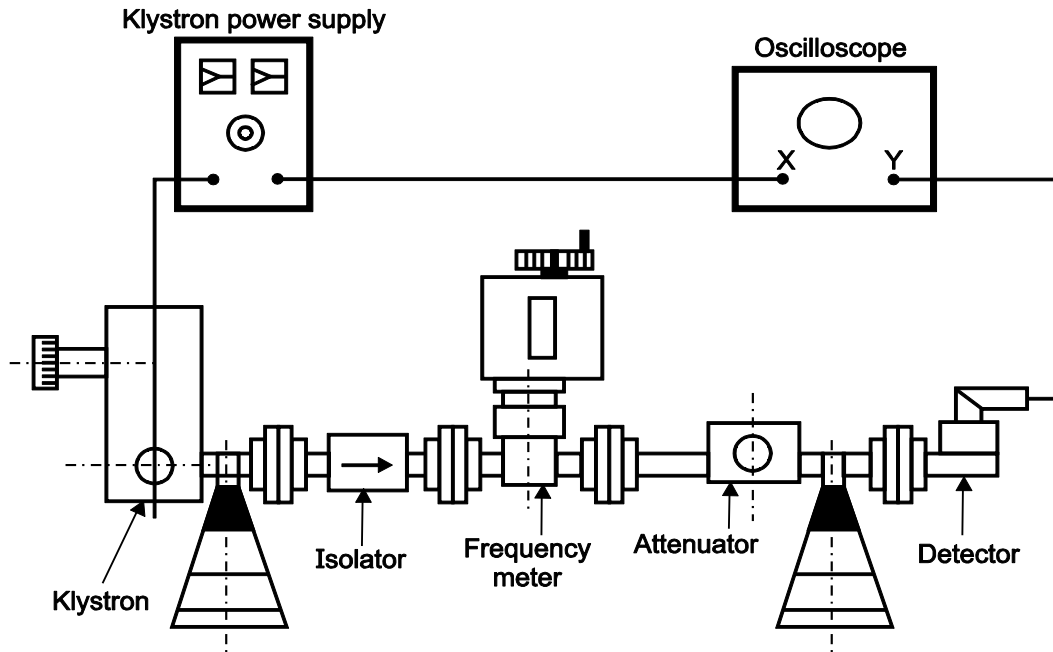 Klystron power supply
Oscilloscope
X
Y
Isolator
Frequency
meter
Attenuator
Detector
Klystron